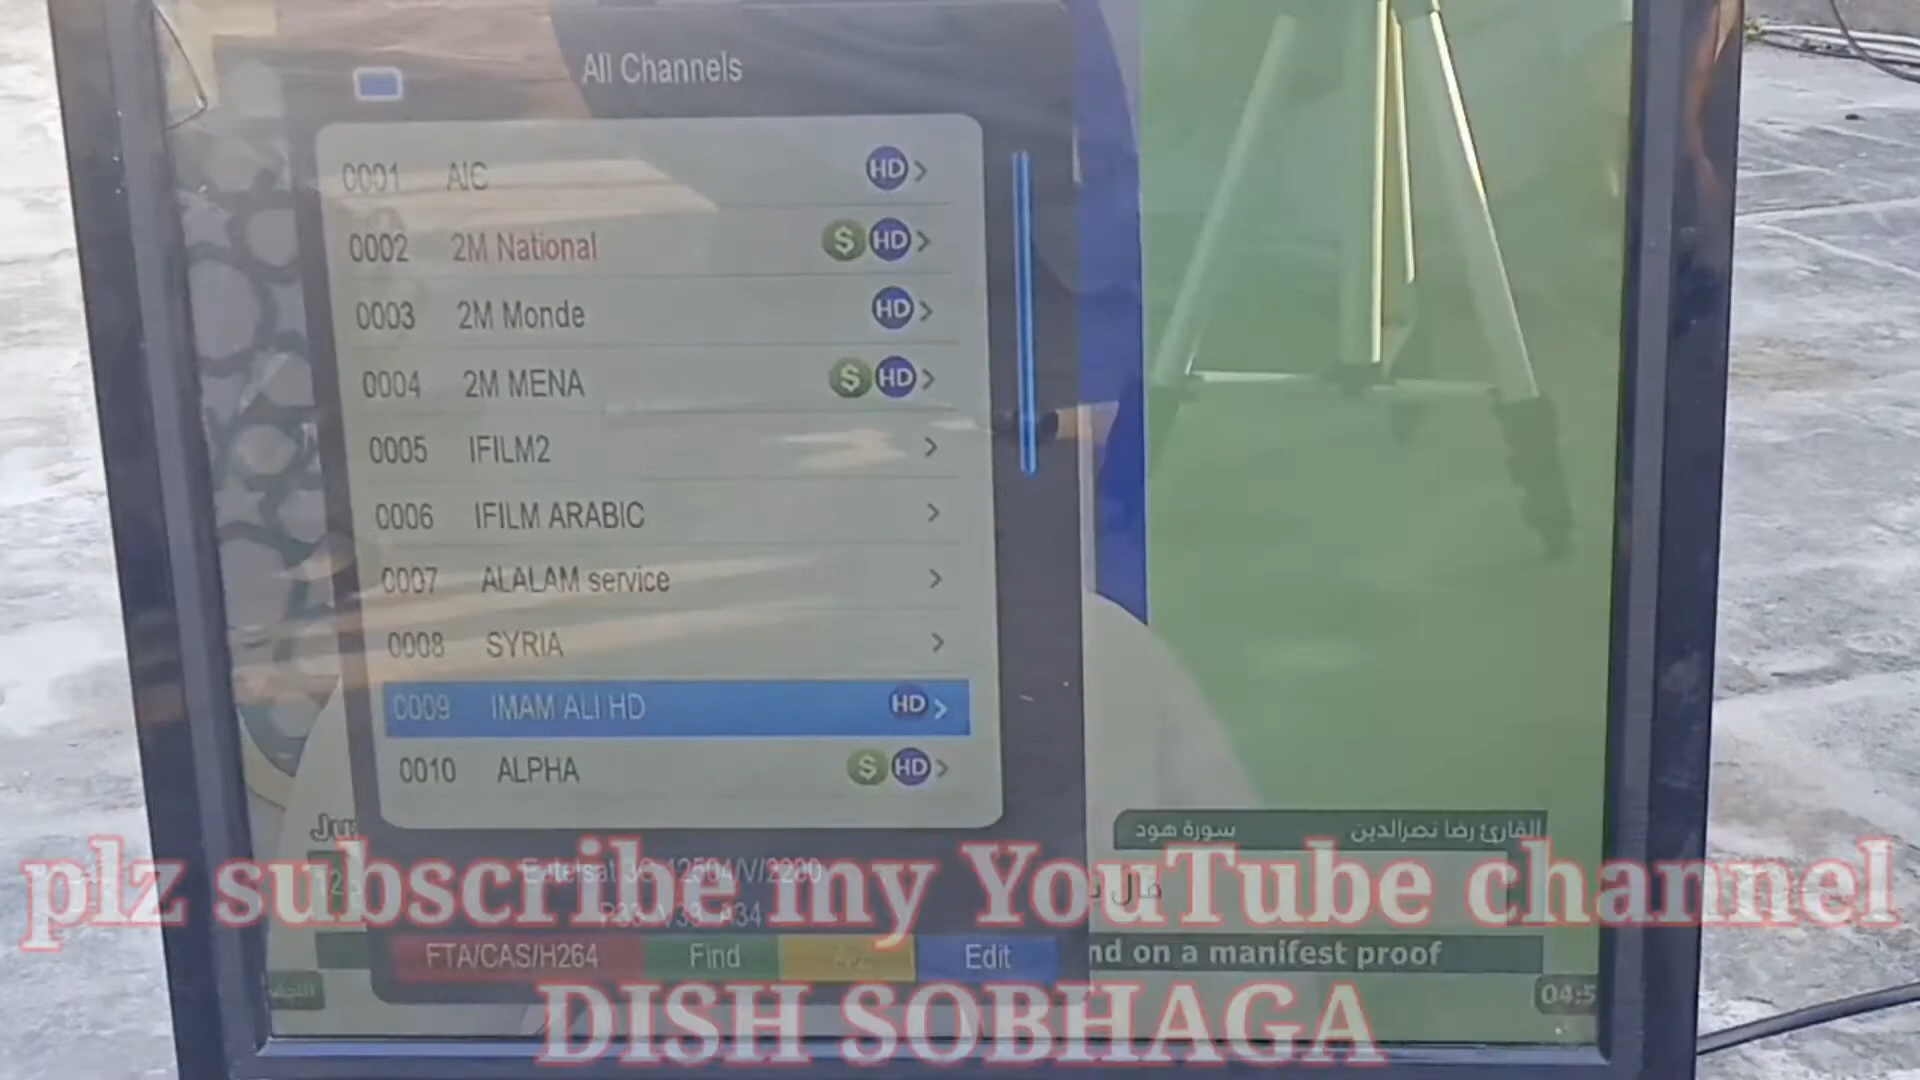 All Channels
0001 AIC HD >
0002 2M National $ HD >
0003 2M Monde HD >
0004 2M MENA $ HD >
0005 IFILM2 >
0006 IFILM ARABIC >
0007 ALALAM service >
0008 SYRIA >
0009 IMAM ALI HD HD >
0010 ALPHA $ HD >
سورة هود القارئ رضا نصرالدين
plz subscribe my YouTube channel
FTA/CAS/H264 Find A-Z Edit
nd on a manifest proof
04:5
DISH SOBHAGA